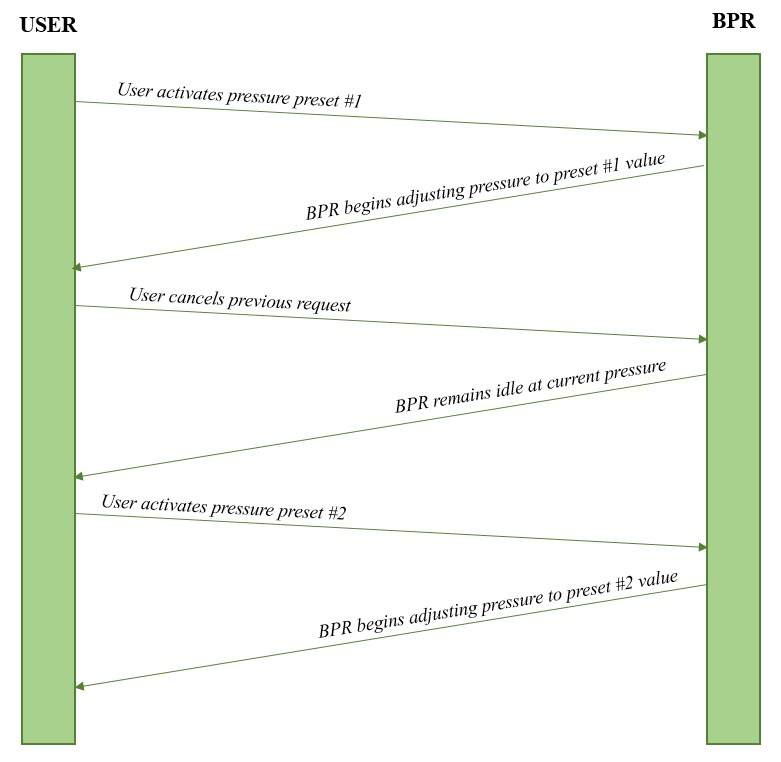 USER
BPR
User activates pressure preset #1
BPR begins adjusting pressure to preset #1 value
User cancels previous request
BPR remains idle at current pressure
User activates pressure preset #2
BPR begins adjusting pressure to preset #2 value